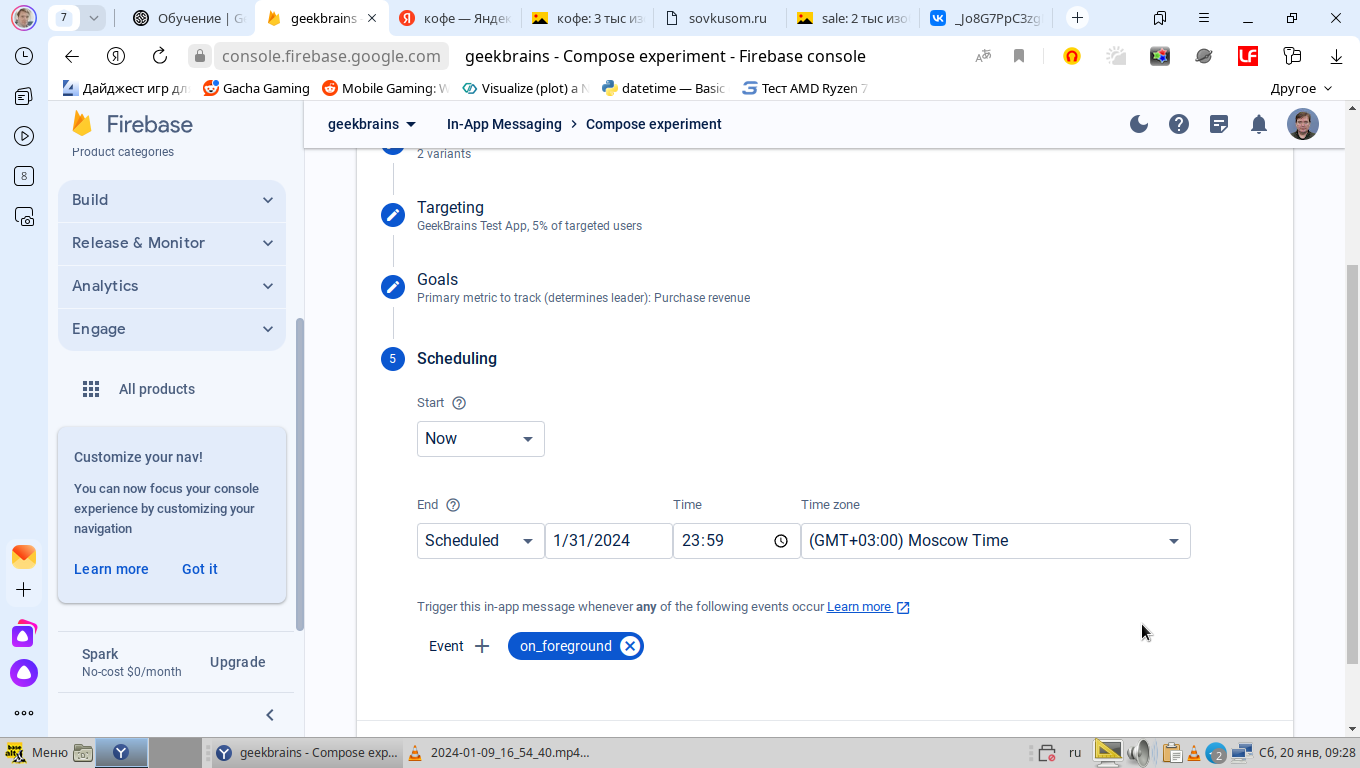 7
Обучение | G
geekbrains
кофе — Яндек
кофе: 3 тыс из
sovkusom.ru
sale: 2 тыс изо
_Jo8G7PpC3zg
console.firebase.google.com
geekbrains - Compose experiment - Firebase console
Дайджест игр дл
Gacha Gaming
Mobile Gaming: W
Visualize (plot) a N
datetime — Basic
Тест AMD Ryzen 7
Другое
8
Firebase
Product categories
Build
Release & Monitor
Analytics
Engage
All products
Customize your nav!
You can now focus your console
experience by customizing your
navigation
Learn more
Got it
Spark
No-cost $0/month
Upgrade
geekbrains
In-App Messaging > Compose experiment
2 variants
Targeting
GeekBrains Test App, 5% of targeted users
Goals
Primary metric to track (determines leader): Purchase revenue
5
Scheduling
Start
Now
End
Time
Time zone
Scheduled
1/31/2024
23:59
(GMT+03:00) Moscow Time
Trigger this in-app message whenever any of the following events occur Learn more
Event
on_foreground
Меню
geekbrains - Compose exp...
2024-01-09_16_54_40.mp4...
ru
2
Сб, 20 янв, 09:28